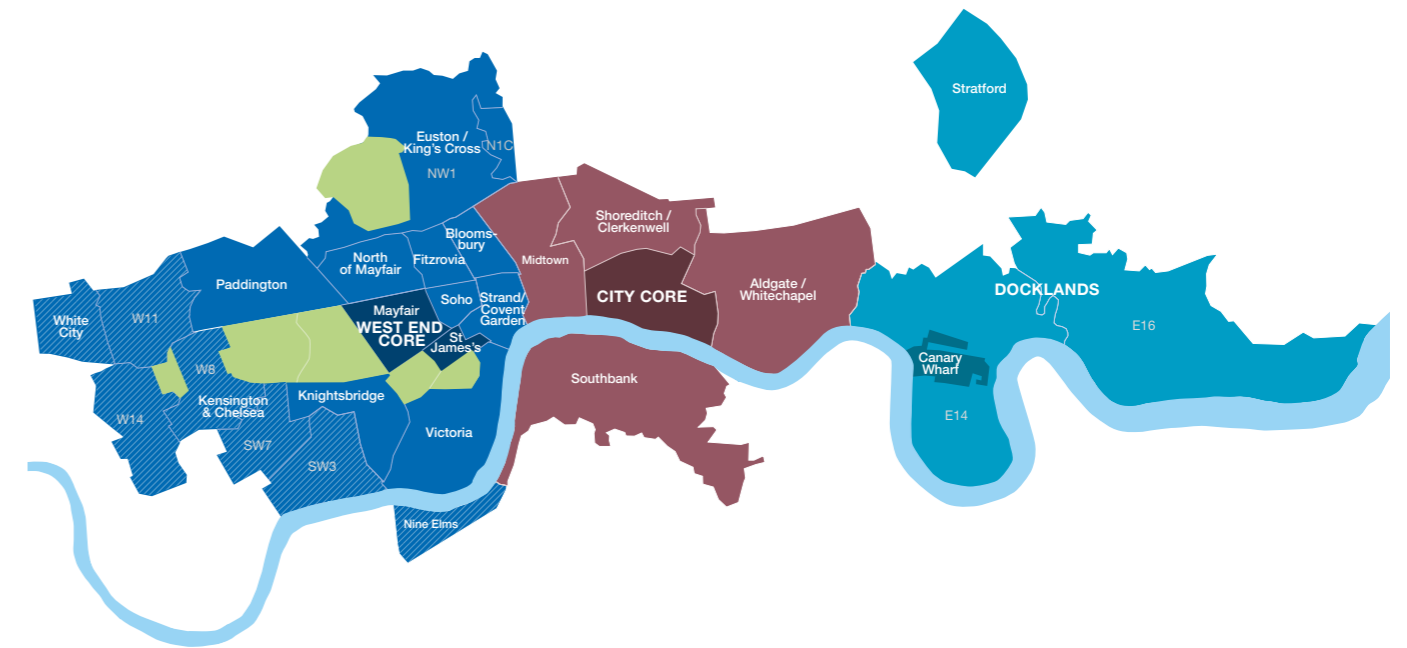 Stratford
Euston /
King's Cross
N1C
NW1
Shoreditch /
Clerkenwell
Blooms-
bury
North
of Mayfair
Fitzrovia
Midtown
Paddington
Aldgate /
Whitechapel
DOCKLANDS
CITY CORE
Soho
Strand/
Covent
Garden
Mayfair
WEST END
CORE
St
James's
White
City
W11
E16
Canary
Wharf
W8
Kensington
& Chelsea
Knightsbridge
Southbank
W14
E14
Victoria
SW7
SW3
Nine Elms